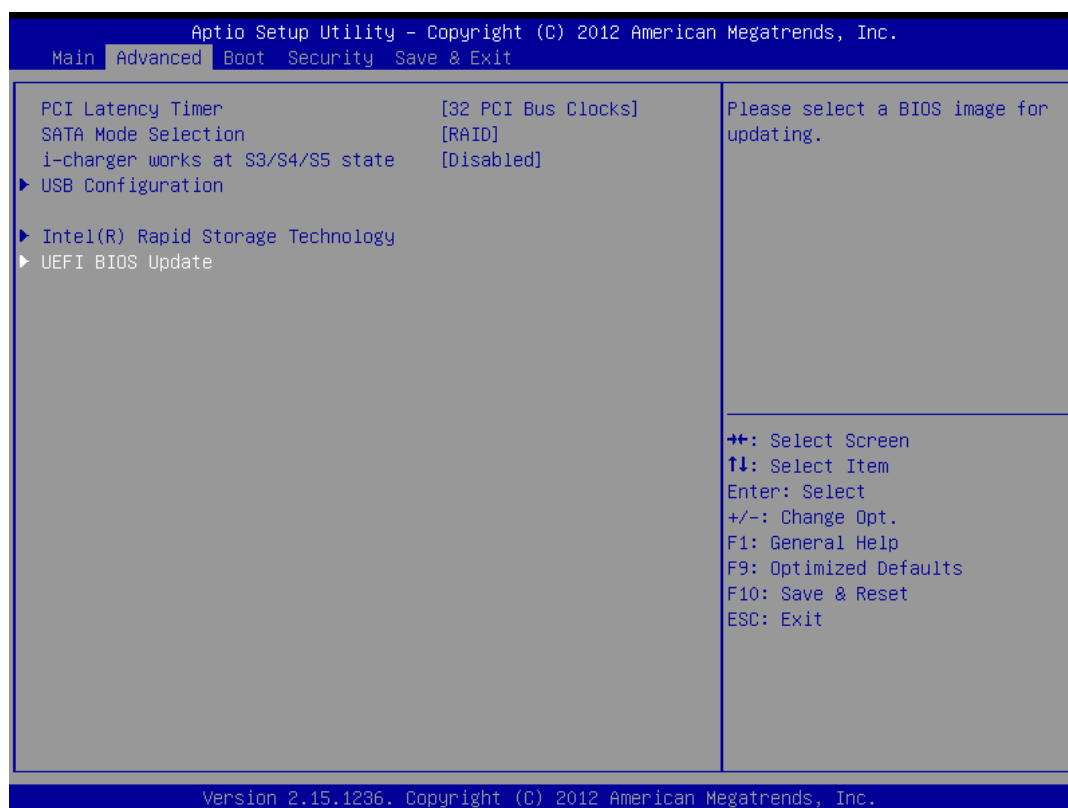 Aptio Setup Utility – Copyright (C) 2012 American Megatrends, Inc.
Main Advanced Boot Security Save & Exit
PCI Latency Timer [32 PCI Bus Clocks]
SATA Mode Selection [RAID]
i-charger works at S3/S4/S5 state [Disabled]
▶ USB Configuration
▶ Intel(R) Rapid Storage Technology
▶ UEFI BIOS Update
Please select a BIOS image for
updating.
→←: Select Screen
↑↓: Select Item
Enter: Select
+/-: Change Opt.
F1: General Help
F9: Optimized Defaults
F10: Save & Reset
ESC: Exit
Version 2.15.1236. Copyright (C) 2012 American Megatrends, Inc.